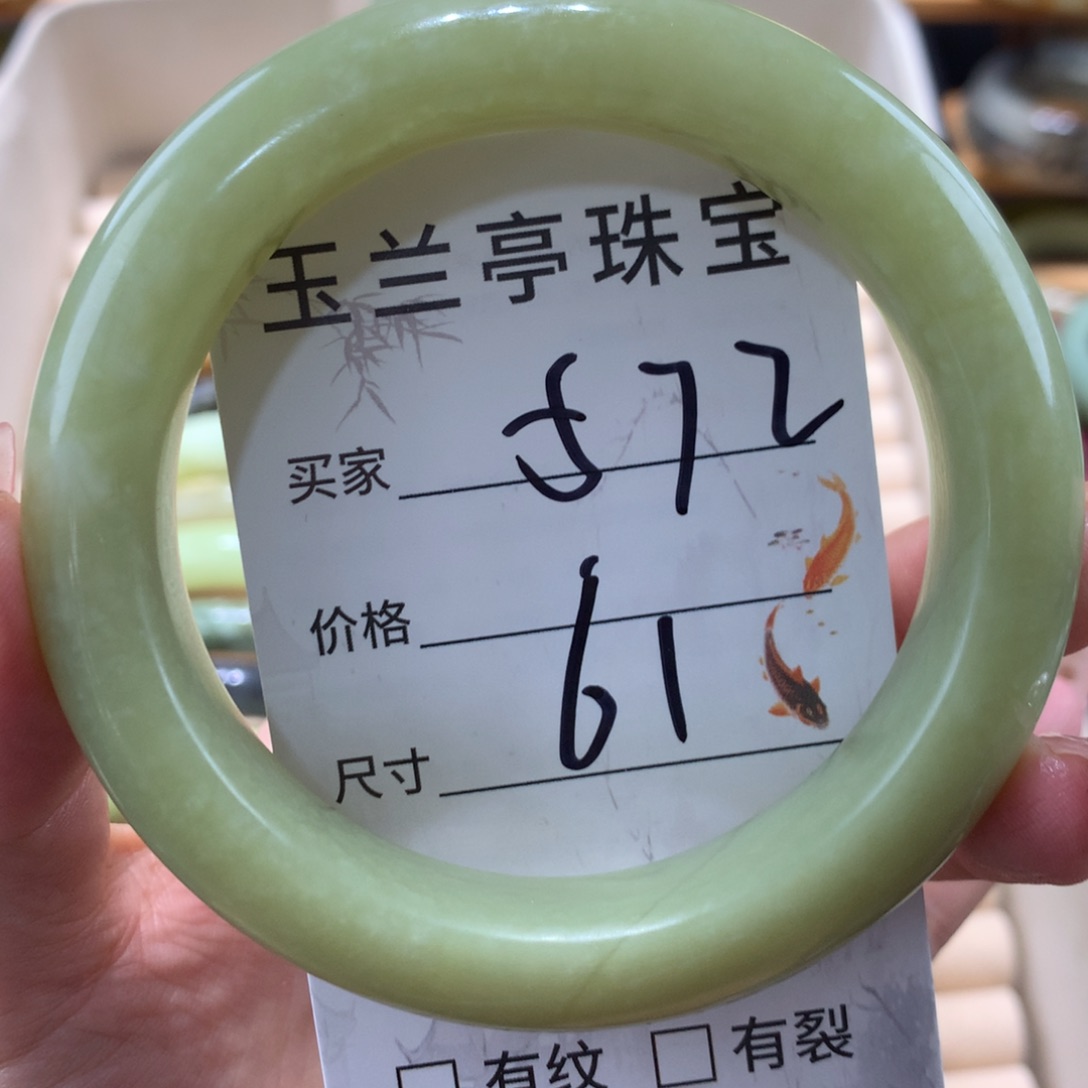 玉兰亭珠宝
买家 872
价格
尺寸 61
□ 有纹 □ 有裂